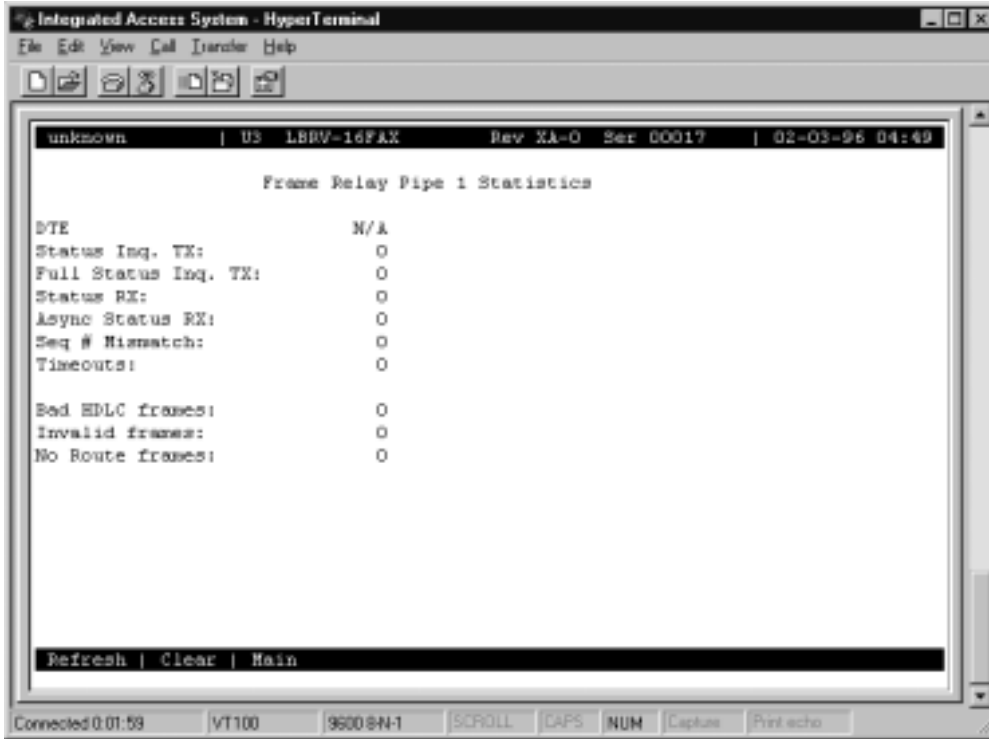 Integrated Access System - HyperTerminal
File Edit View Call Transfer Help
unknown | U3 LBRV-16FAX Rev XA-0 Ser 00017 | 02-03-96 04:49
Frame Relay Pipe 1 Statistics
DTE N/A
Status Inq. TX: 0
Full Status Inq. TX: 0
Status RX: 0
Async Status RX: 0
Seq # Mismatch: 0
Timeouts: 0
Bad HDLC frames: 0
Invalid frames: 0
No Route frames: 0
Refresh | Clear | Main
Connected 0:01:59 VT100 9600 8-N-1 SCROLL CAPS NUM Capture Print echo